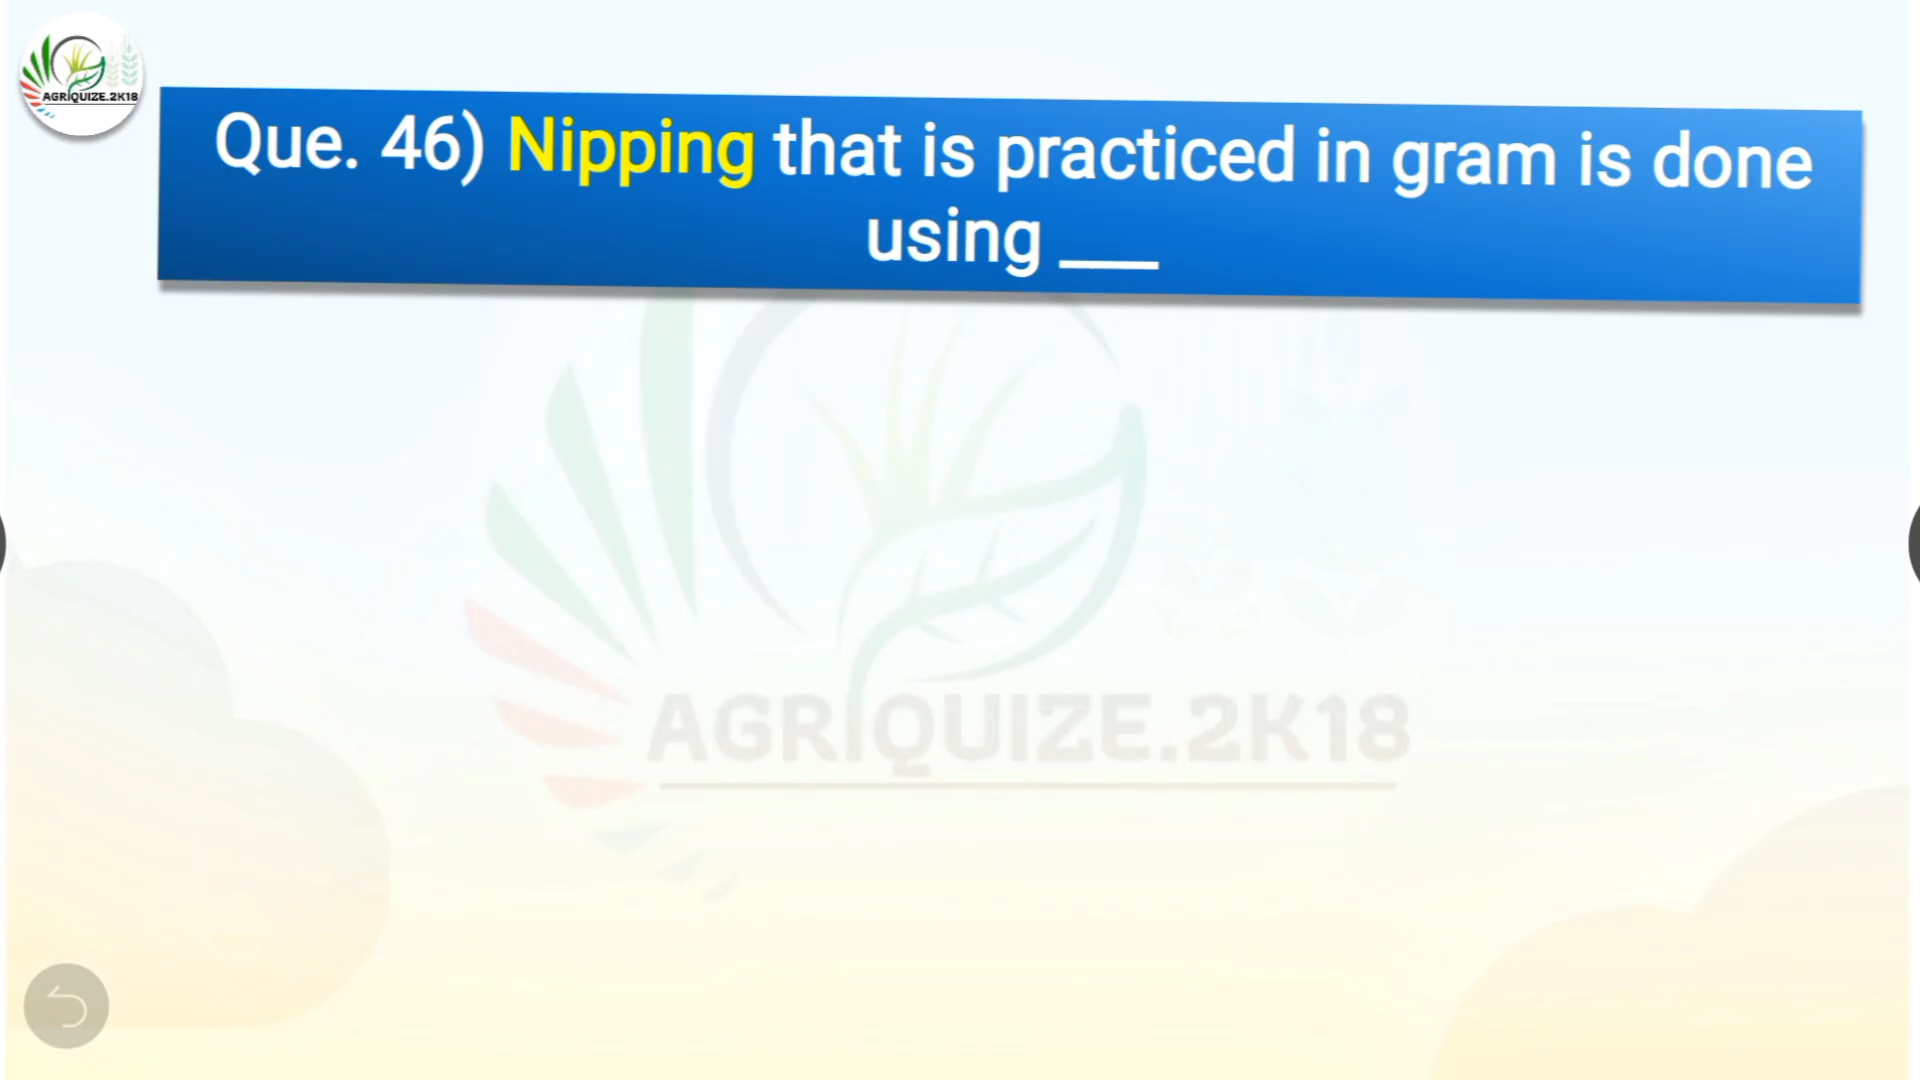 AGRIQUIZE.2K18
Que. 46) Nipping that is practiced in gram is done
using ___
AGRIQUIZE.2K18